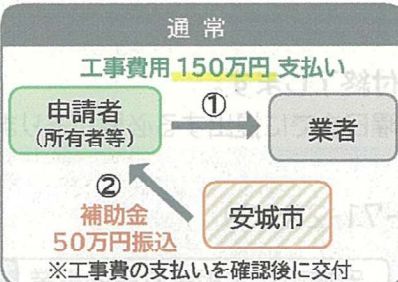 通常
工事費用150万円支払い
申請者
(所有者等)
①
業者
②
補助金
50万円振込
安城市
※工事費の支払いを確認後に交付